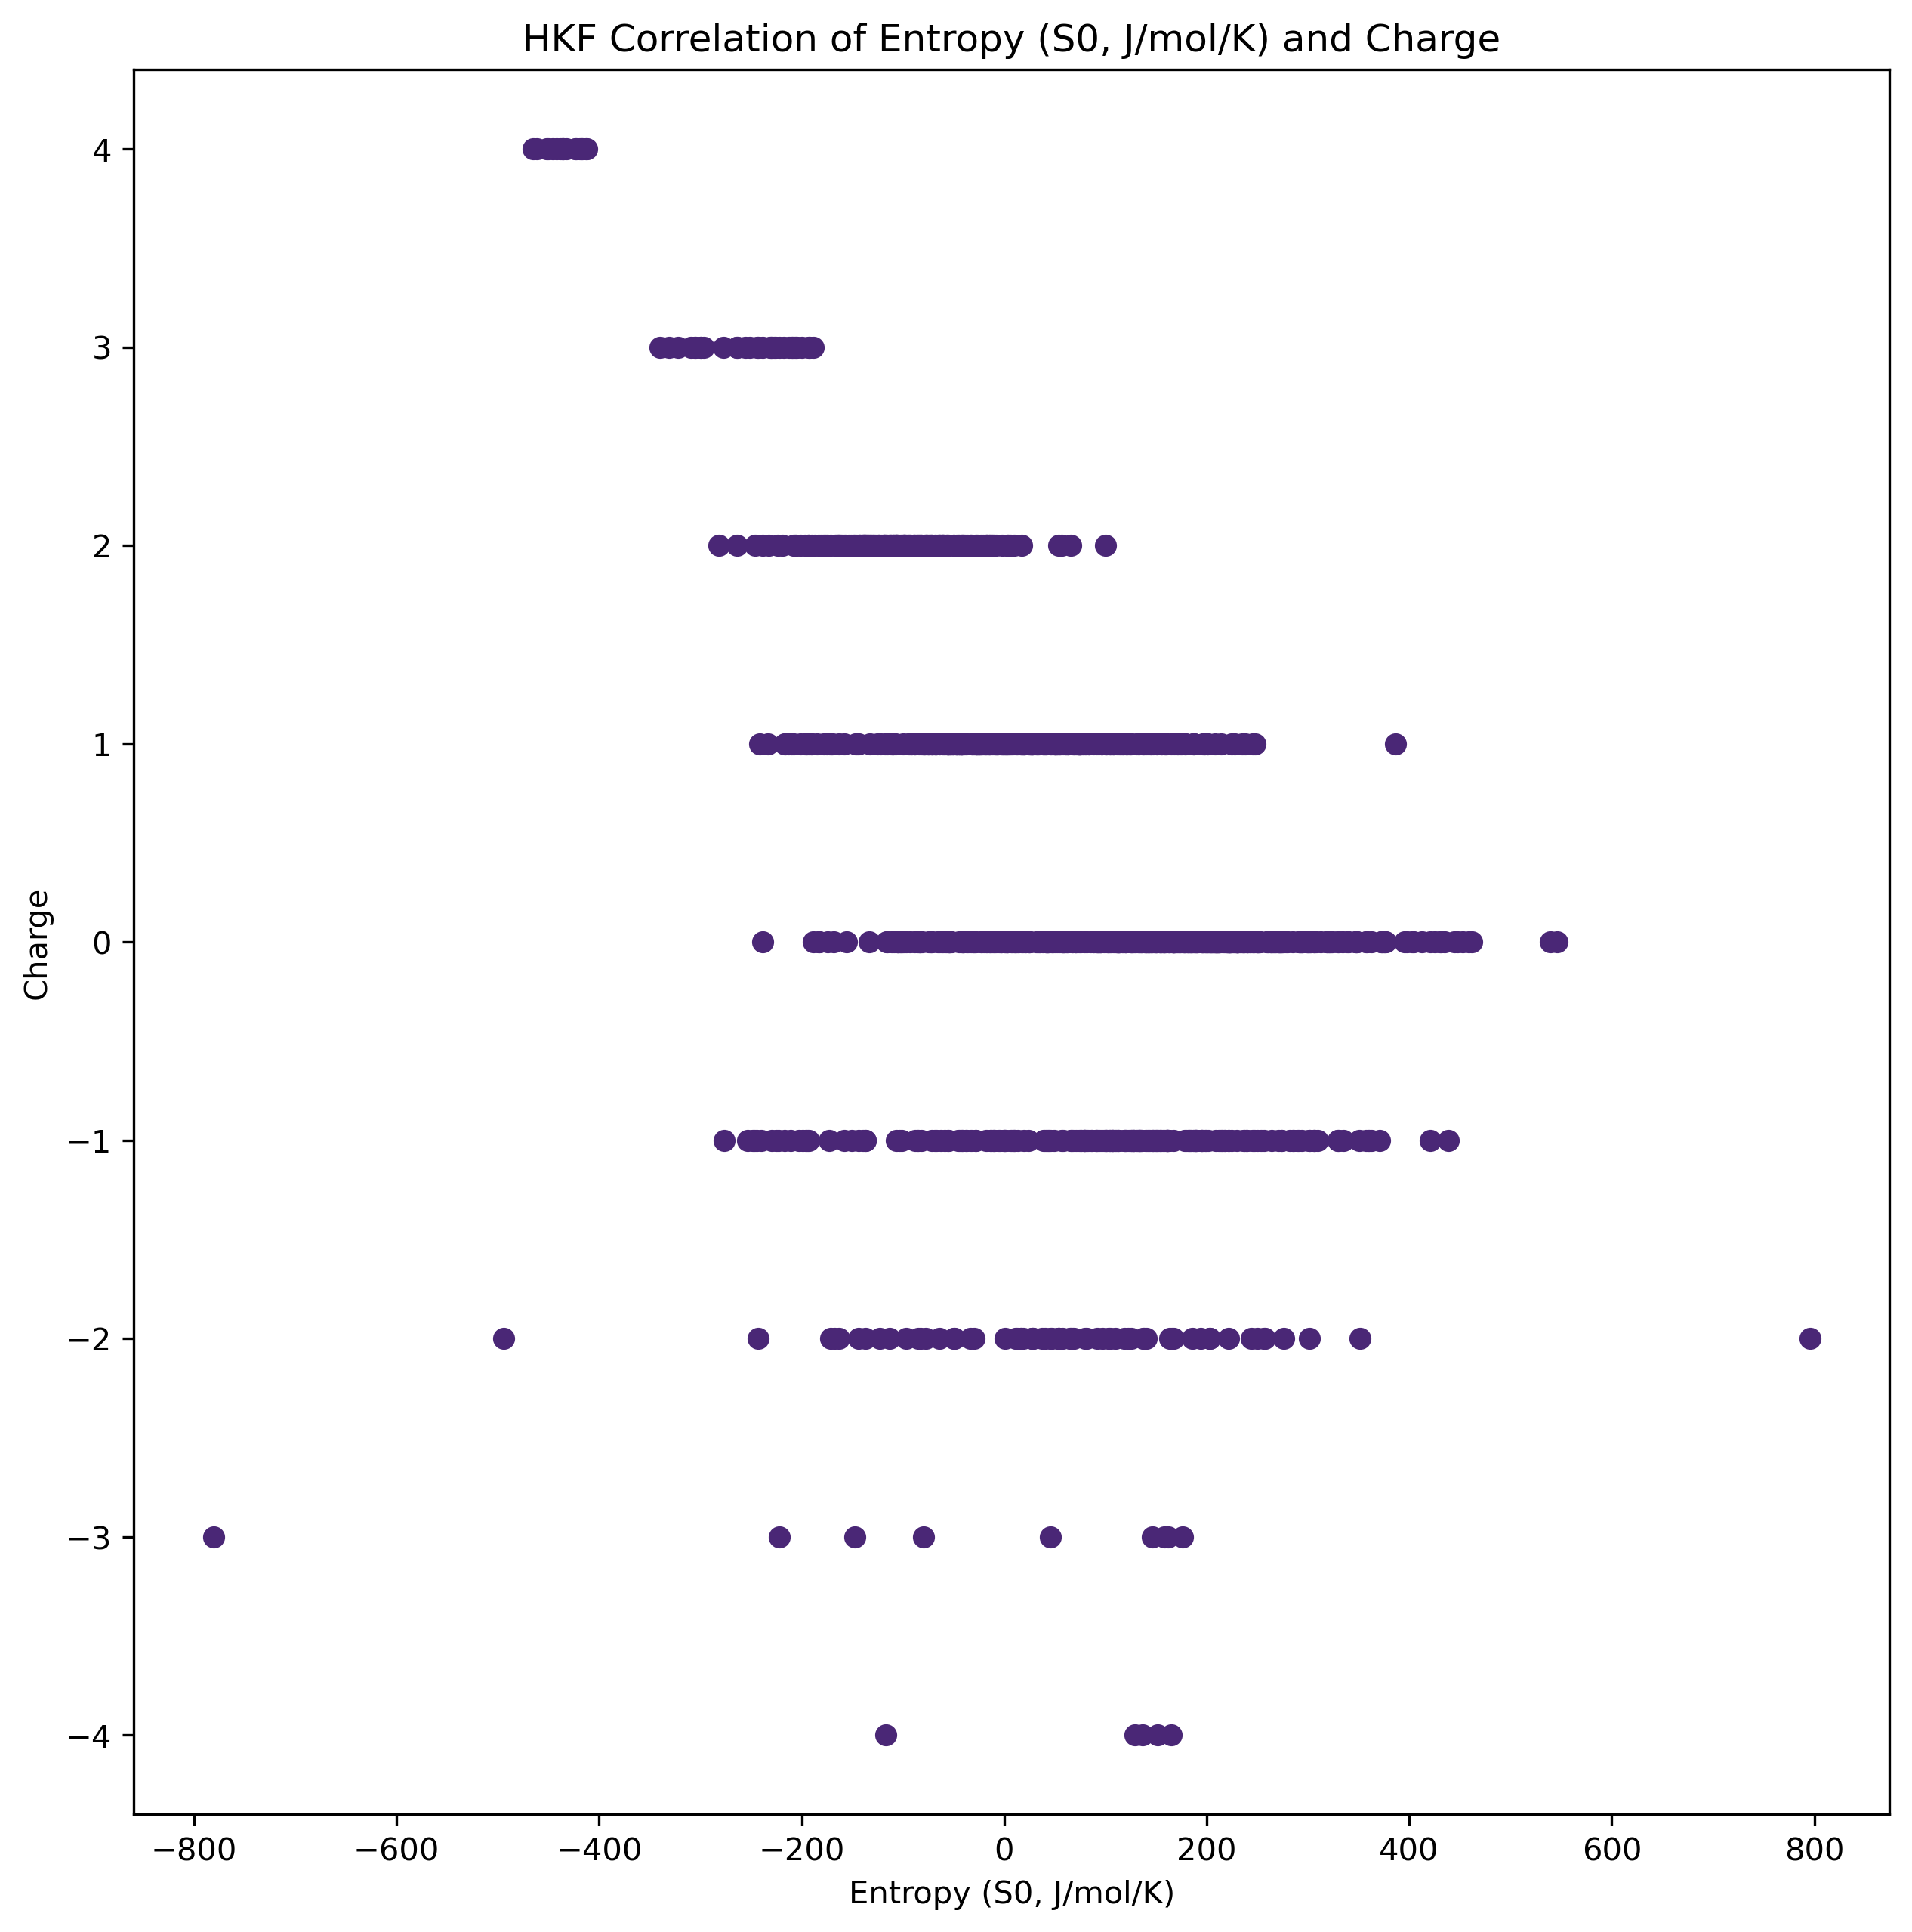 HKF Correlation of Entropy (S0, J/mol/K) and Charge
4
3
2
1
0
−1
−2
−3
−4
Charge
−800 −600 −400 −200 0 200 400 600 800
Entropy (S0, J/mol/K)